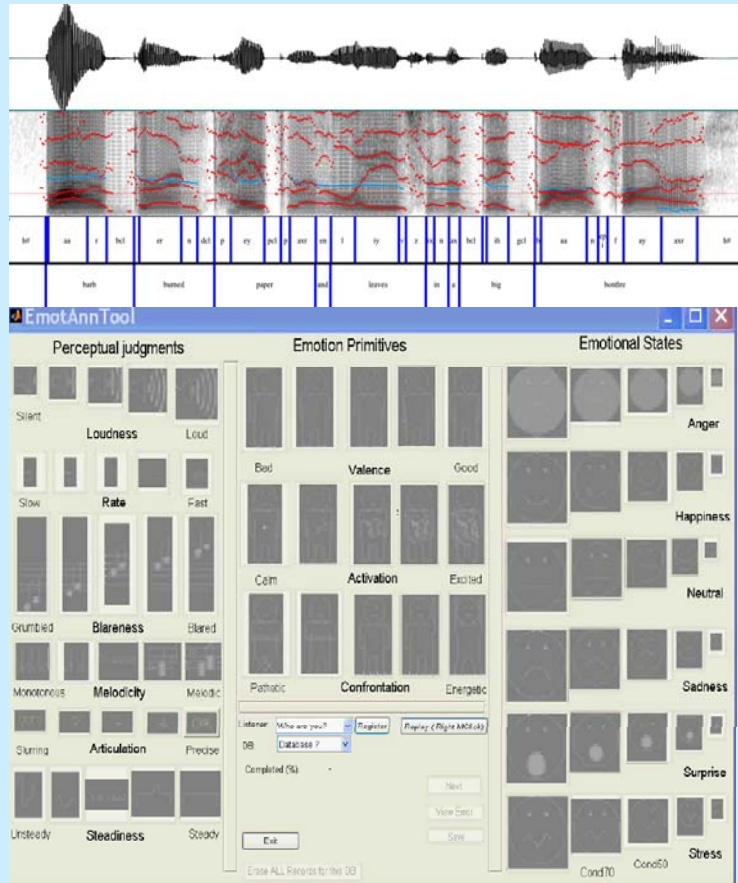 h# aa r bcl er n dcl p ey pcl p axr en l iy v z ix n ax bcl ih gcl b aa n f ay axr h#
barb burned paper and leaves in a big bonfire
EmotAnnTool
Perceptual judgments
Silent Loud
Loudness
Slow Rate Fast
Grumbled Blareness Blared
Monotonous Melodicity Melodic
Slurring Articulation Precise
Unsteady Steadiness Steady
Emotion Primitives
Bad Valence Good
Calm Activation Excited
Pathetic Confrontation Energetic
Listener Who are you? Register Replay (Right MClick)
DB: Database ?
Completed (%): -
Next
View Error
Save
Exit
Erase ALL Records for this DB
Emotional States
Anger
Happiness
Neutral
Sadness
Surprise
Stress
Cond70 Cond50